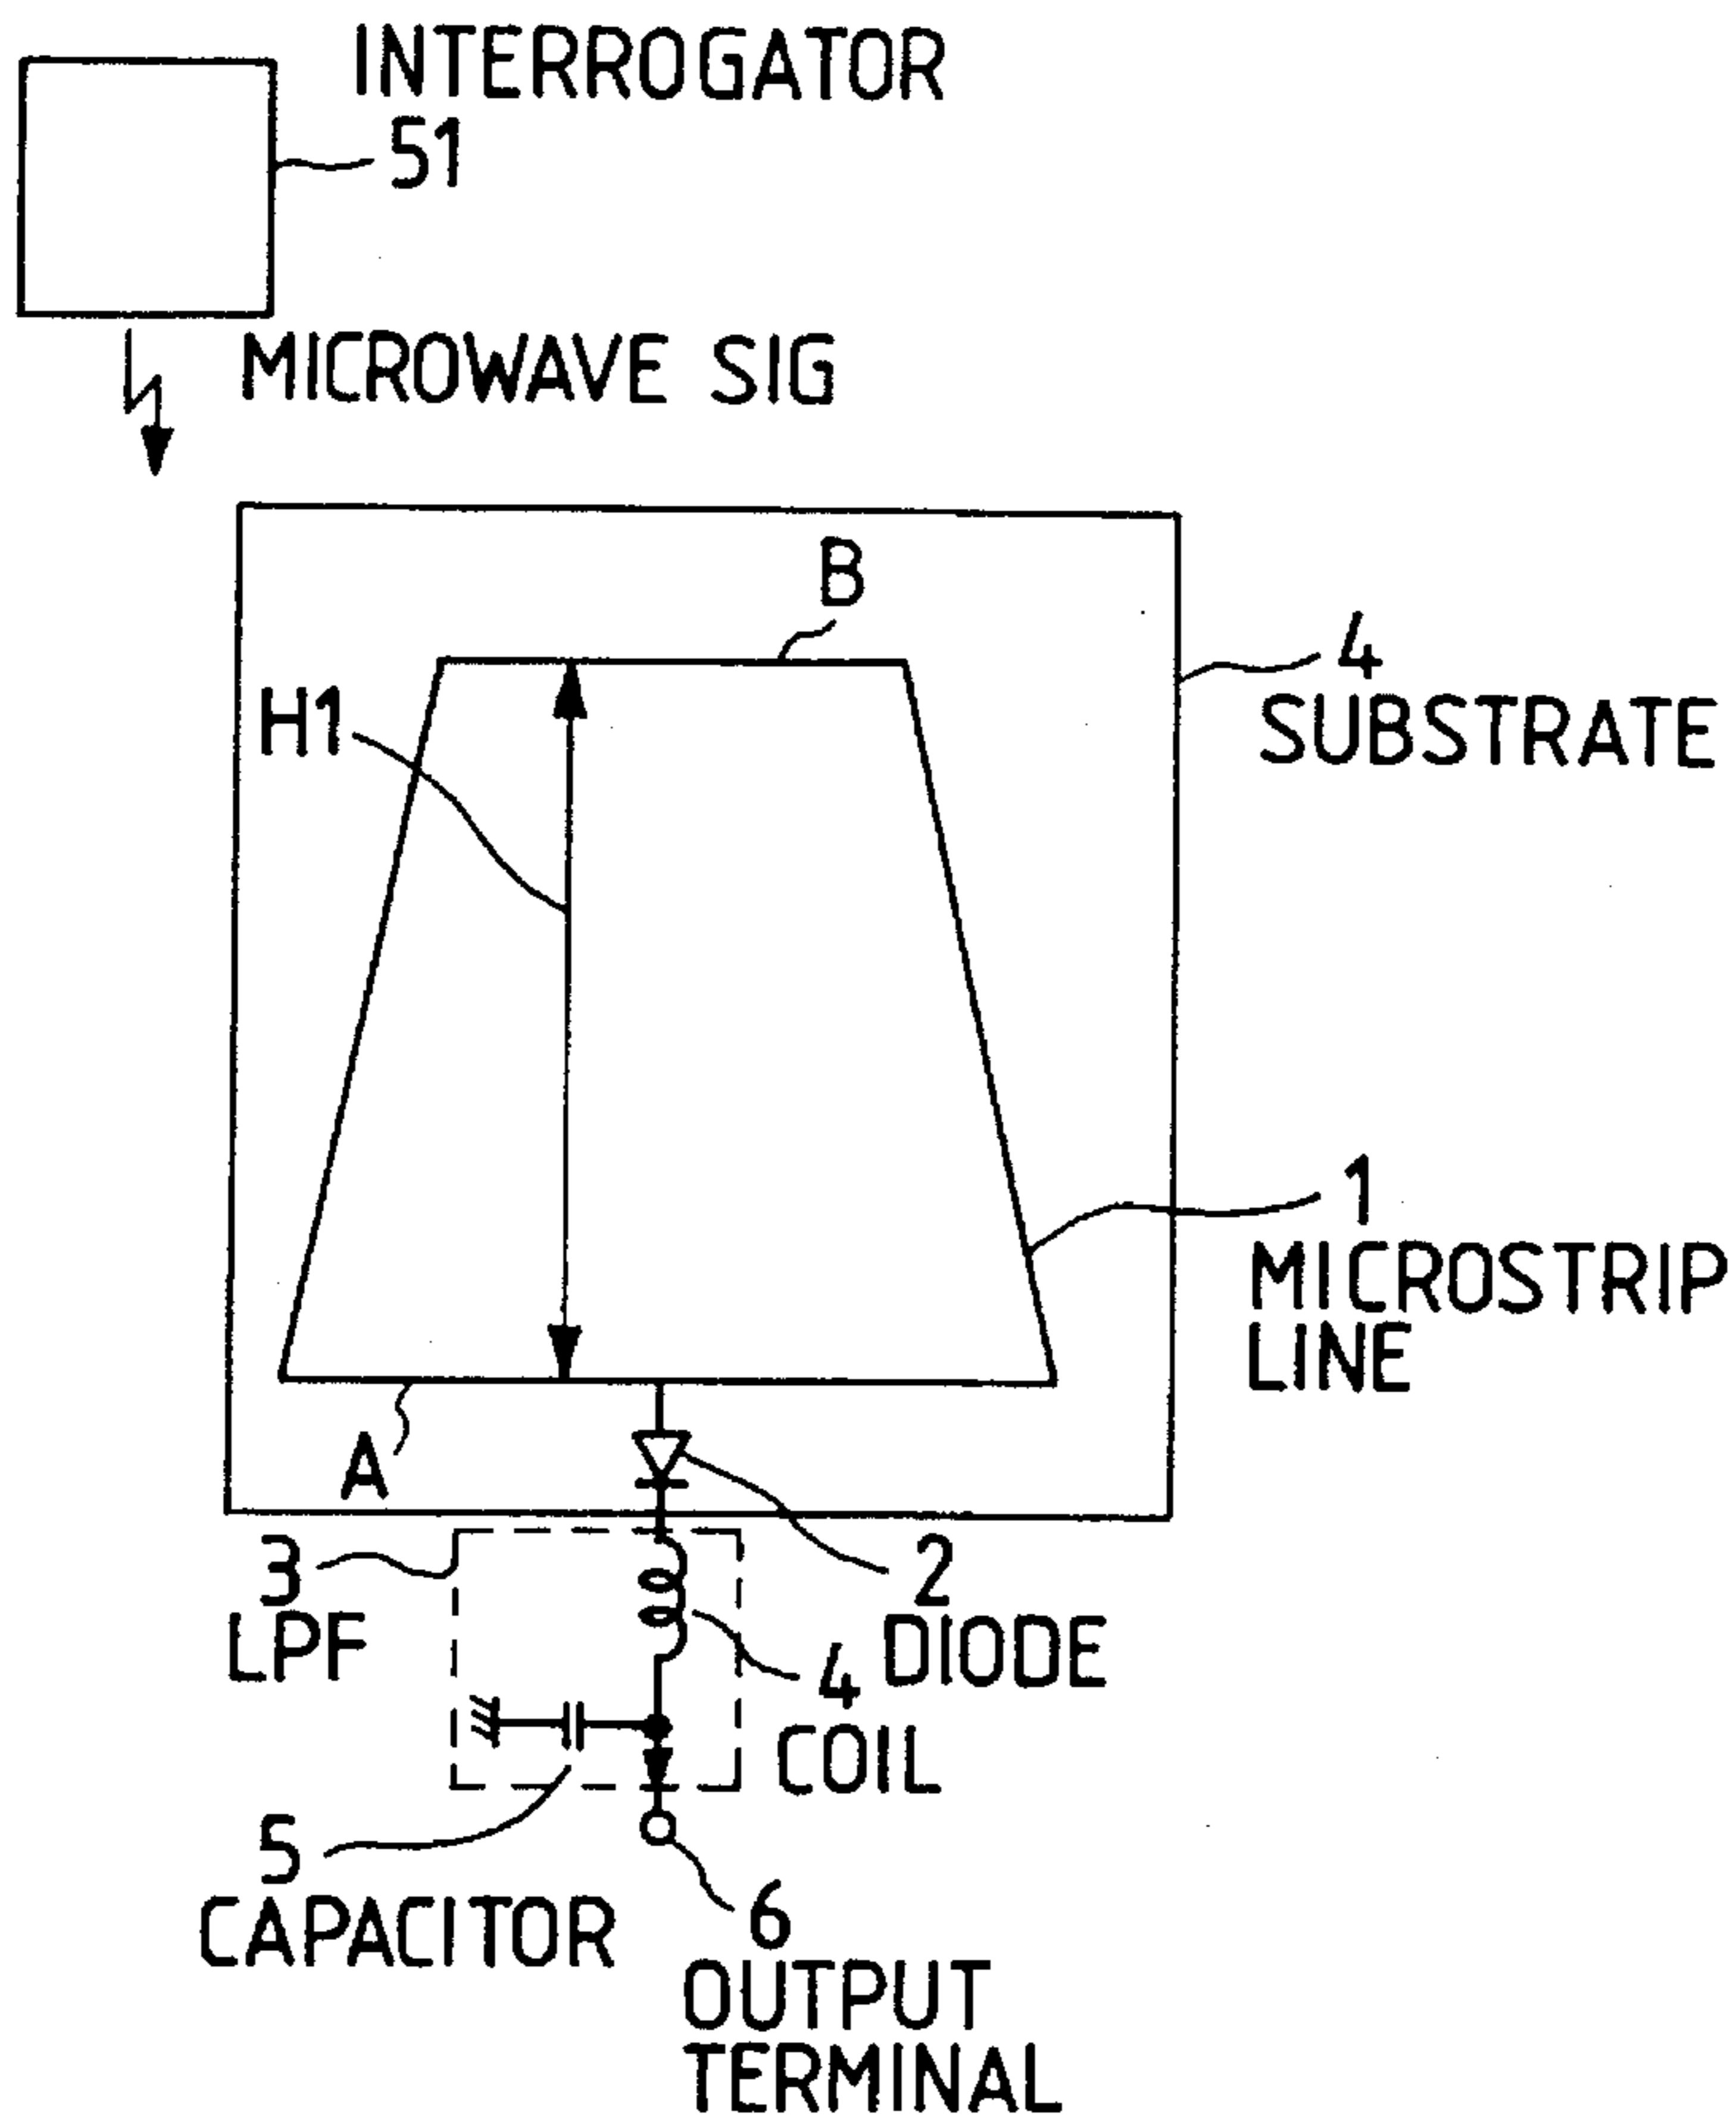 INTERROGATOR
51
MICROWAVE SIG
B
H1
4
SUBSTRATE
1
MICROSTRIP
LINE
A
3
LPF
2
DIODE
4
COIL
5
CAPACITOR
6
OUTPUT
TERMINAL